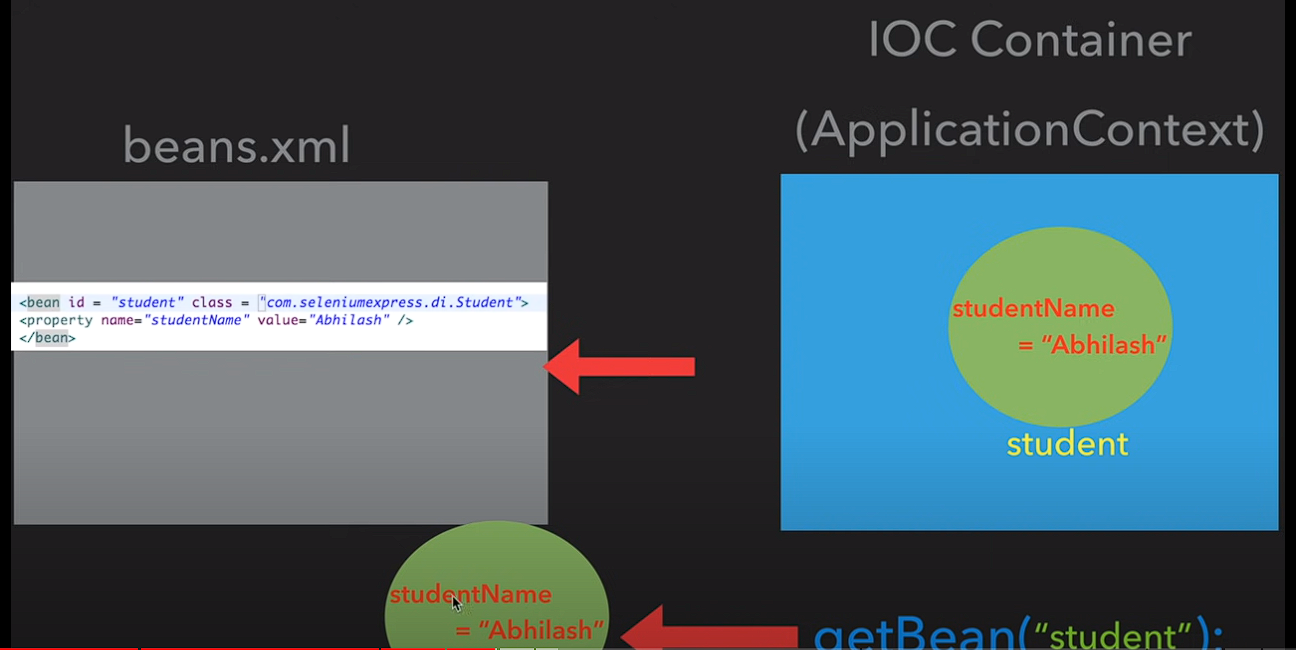 IOC Container
(ApplicationContext)
beans.xml
<bean id = "student" class = "com.seleniumexpress.di.Student">
<property name="studentName" value="Abhilash" />
</bean>
studentName
= “Abhilash”
student
studentName
= “Abhilash”
getBean(“student”);